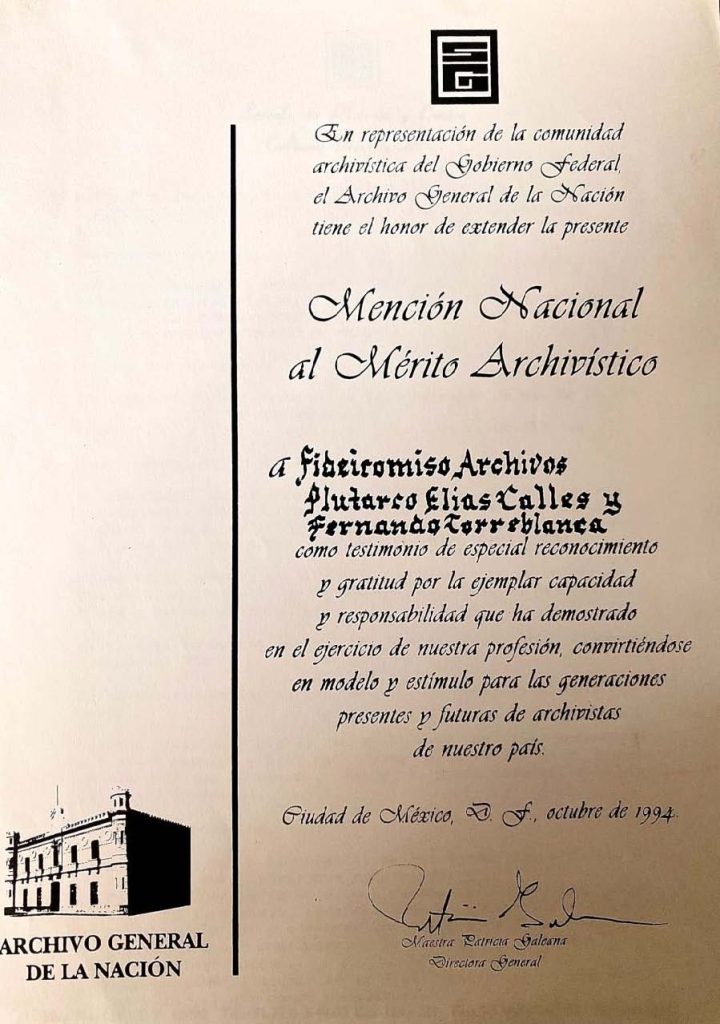 SG
En representación de la comunidad
archivística del Gobierno Federal,
el Archivo General de la Nación
tiene el honor de extender la presente
Mención Nacional
al Mérito Archivístico
a Fideicomiso Archivos
Plutarco Elias Calles y
Fernando Torreblanca
como testimonio de especial reconocimiento
y gratitud por la ejemplar capacidad
y responsabilidad que ha demostrado
en el ejercicio de nuestra profesión, convirtiéndose
en modelo y estímulo para las generaciones
presentes y futuras de archivistas
de nuestro país.
Ciudad de México, D. F., octubre de 1994.
Maestra Patricia Galeana
Directora General
ARCHIVO GENERAL
DE LA NACIÓN